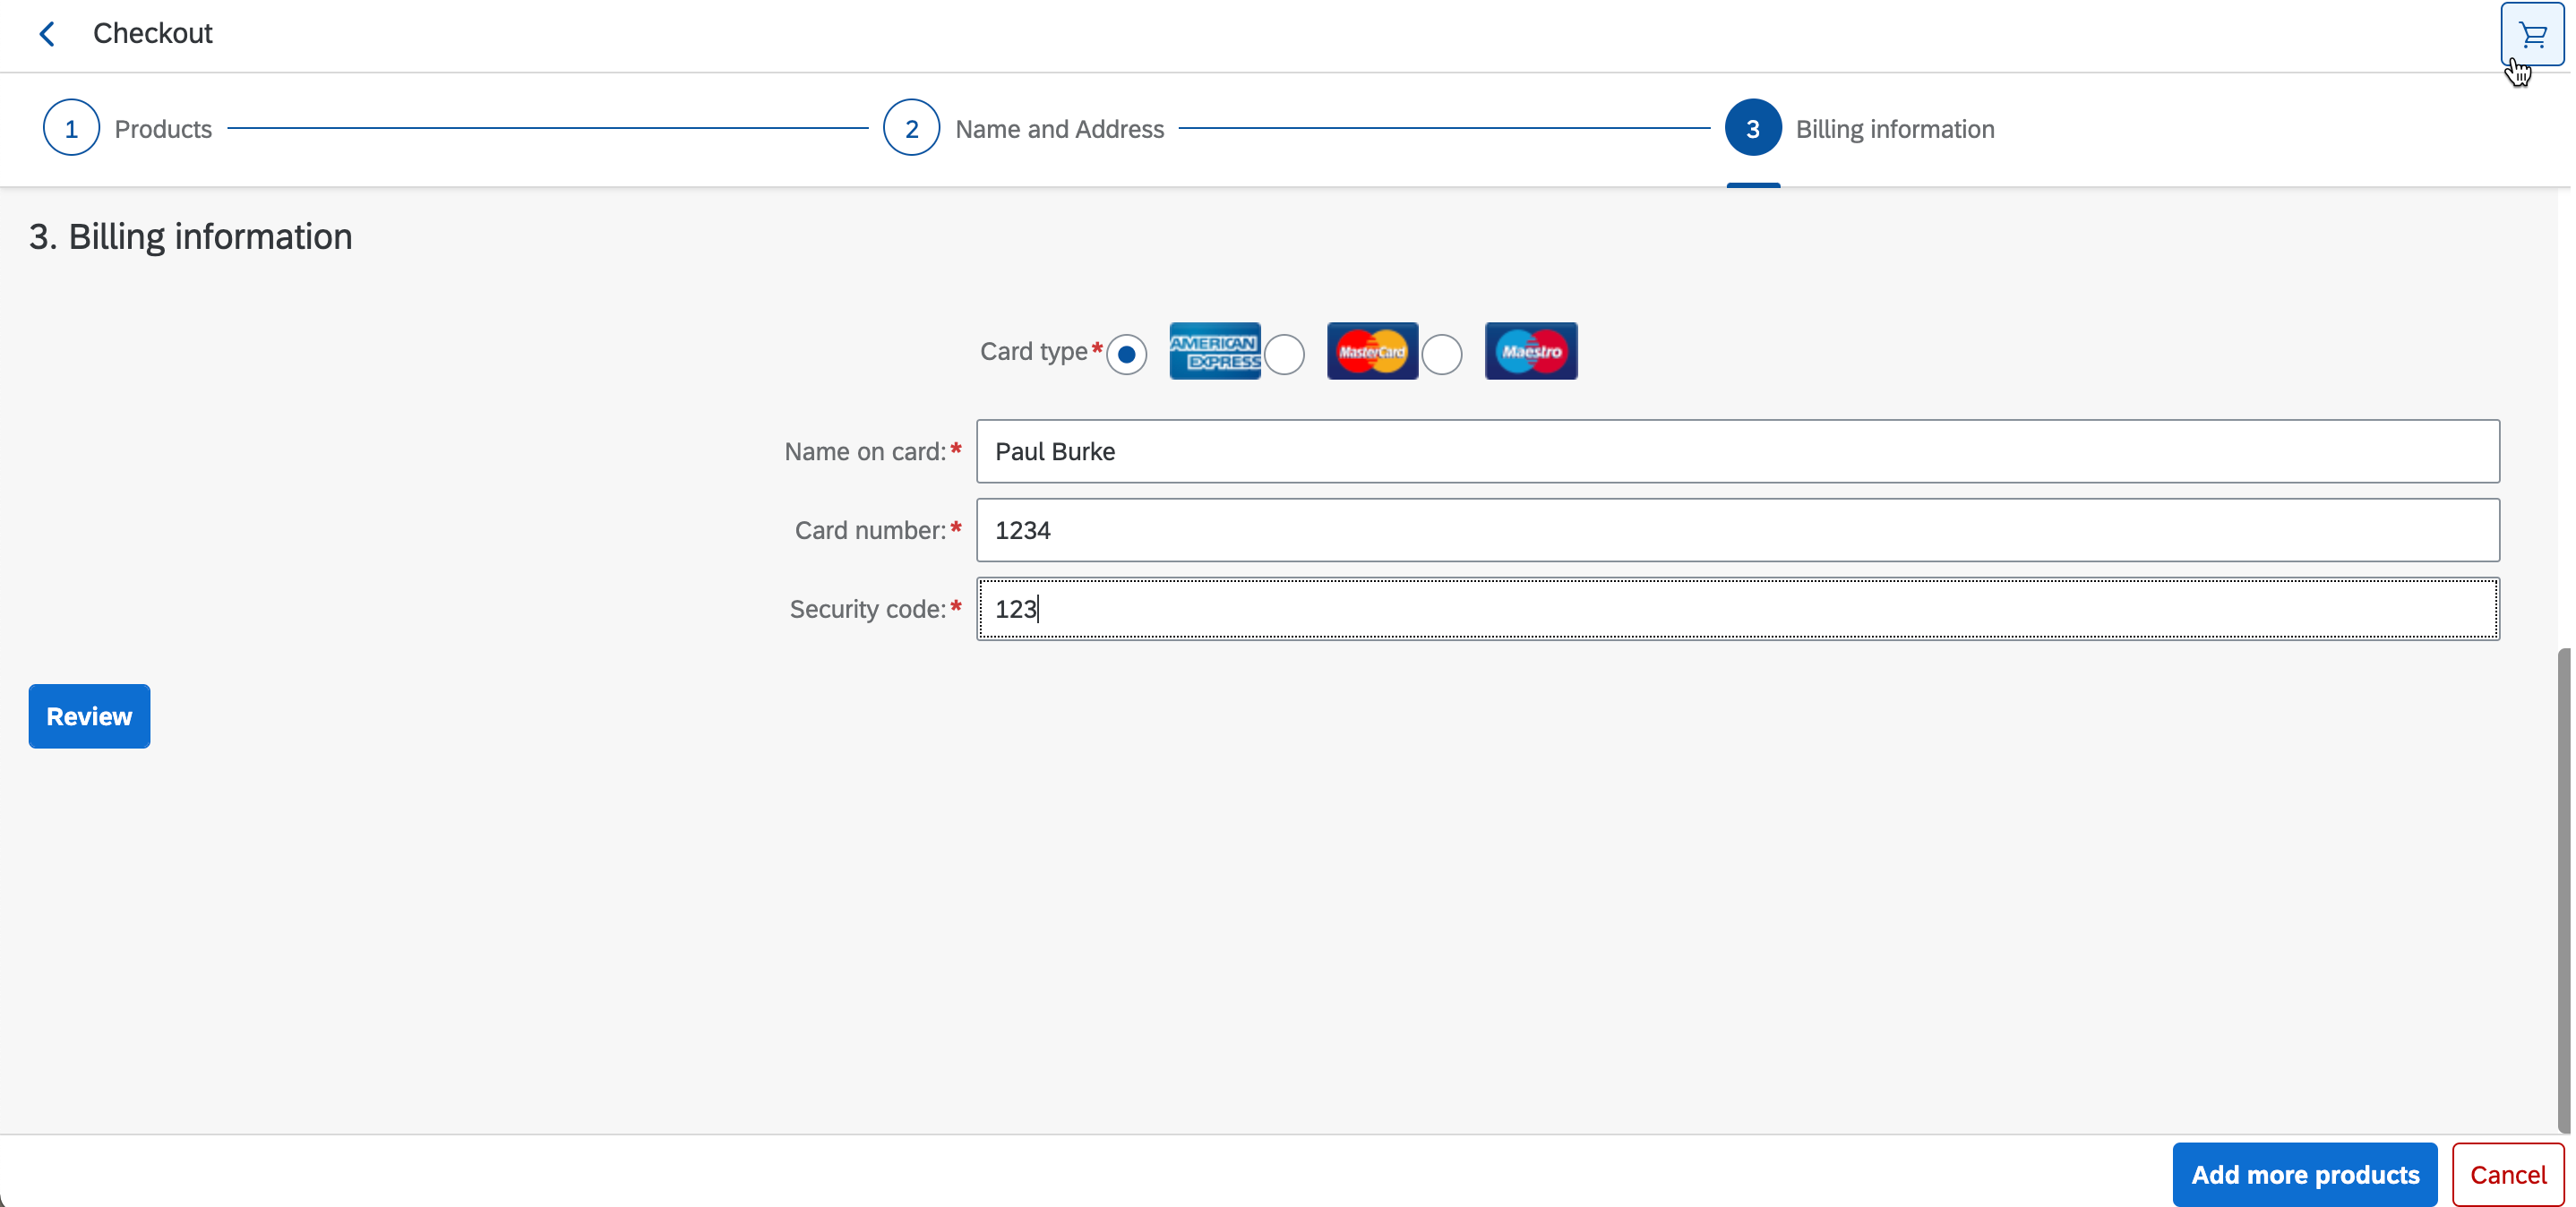 Checkout
1 Products 2 Name and Address 3 Billing information
3. Billing information
Card type* AMERICAN EXPRESS MasterCard Maestro
Name on card:* Paul Burke
Card number:* 1234
Security code:* 123
Review
Add more products Cancel